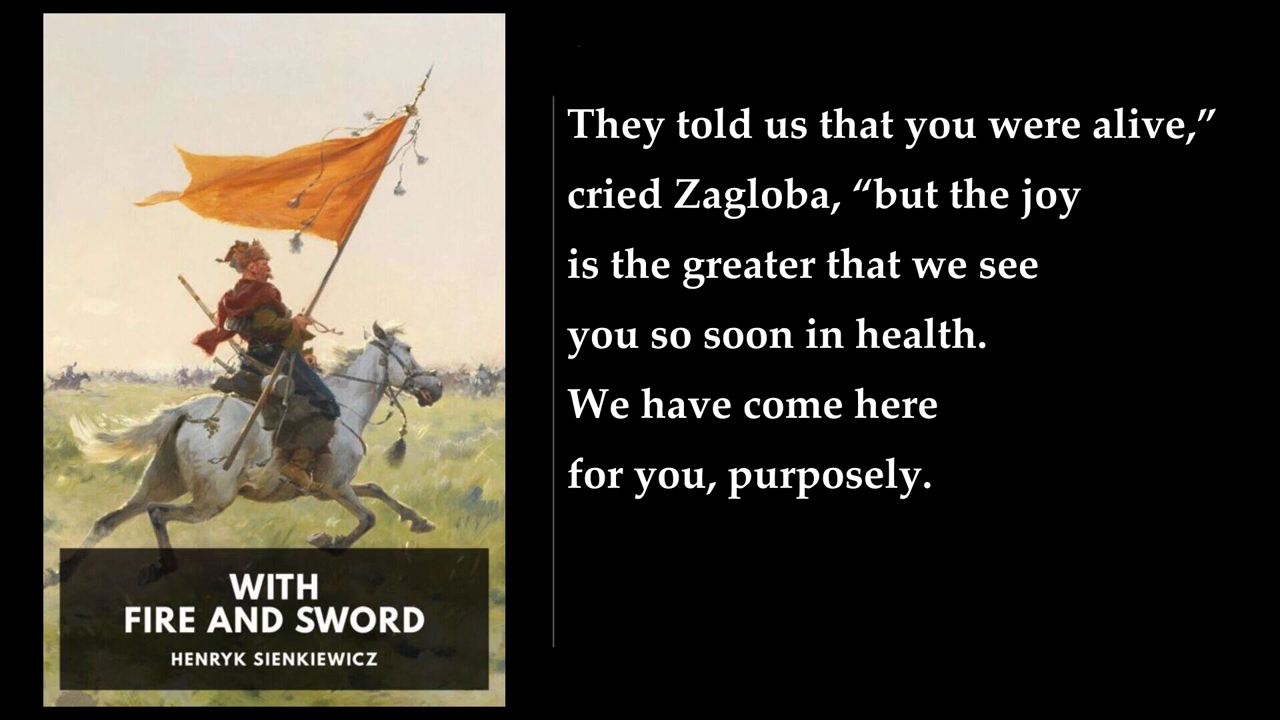 They told us that you were alive,”
cried Zagloba, “but the joy
is the greater that we see
you so soon in health.
We have come here
for you, purposely.
WITH
FIRE AND SWORD
HENRYK SIENKIEWICZ